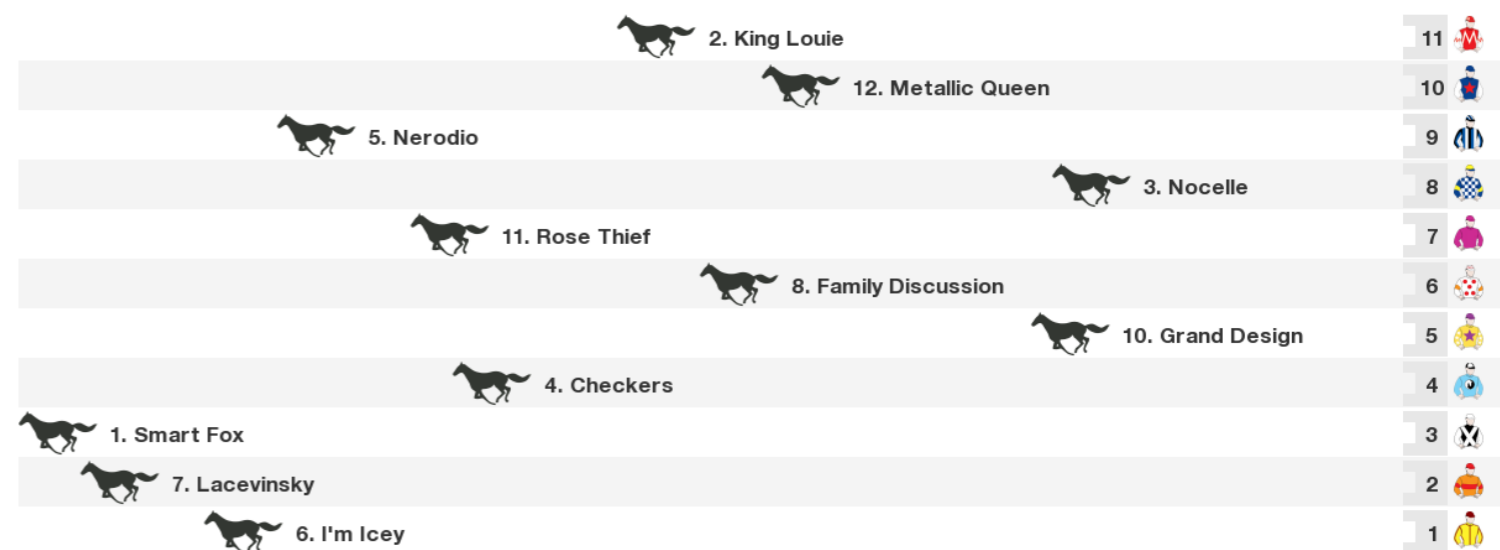 2. King Louie 11
12. Metallic Queen 10
5. Nerodio 9
3. Nocelle 8
11. Rose Thief 7
8. Family Discussion 6
10. Grand Design 5
4. Checkers 4
1. Smart Fox 3
7. Lacevinsky 2
6. I'm Icey 1